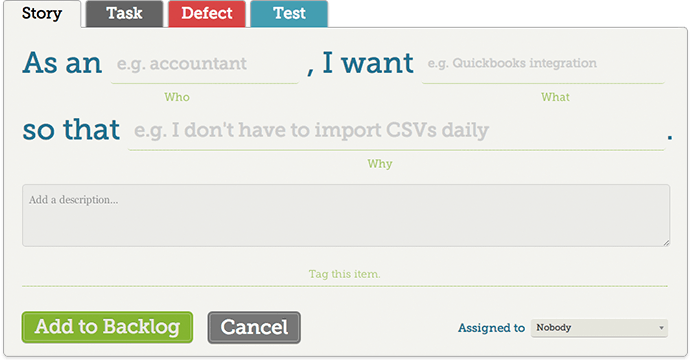 Story Task Defect Test
As an e.g. accountant , I want e.g. Quickbooks integration
Who What
so that e.g. I don't have to import CSVs daily .
Why
Add a description...
Tag this item.
Add to Backlog Cancel Assigned to Nobody